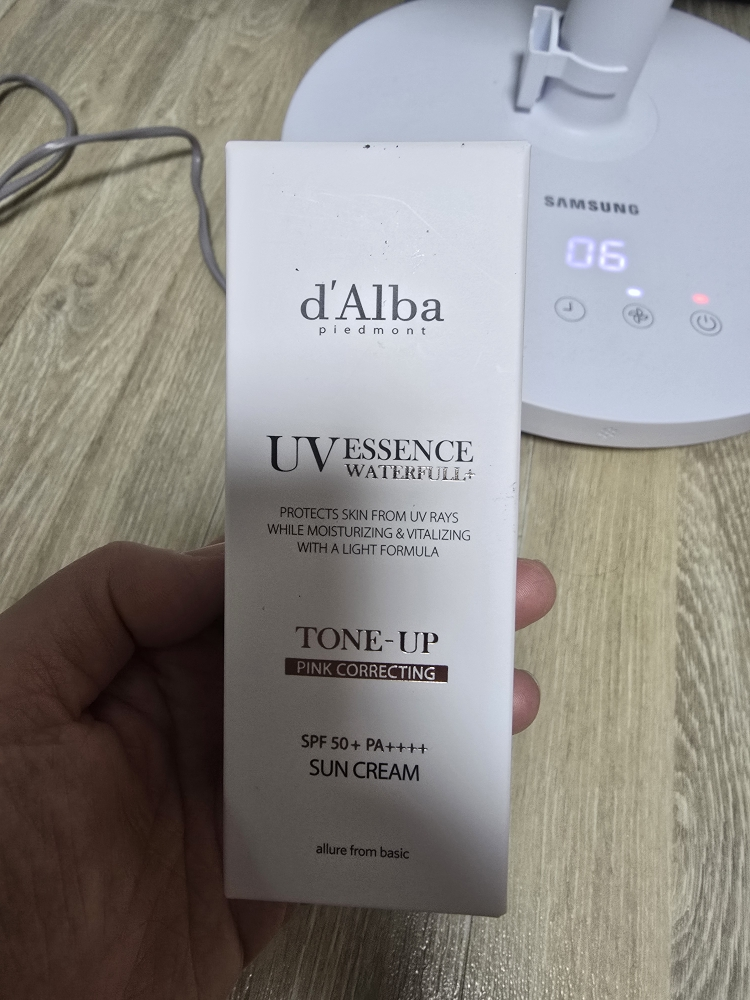 d'Alba
piedmont
UV ESSENCE
WATERFULL+
PROTECTS SKIN FROM UV RAYS
WHILE MOISTURIZING & VITALIZING
WITH A LIGHT FORMULA
TONE-UP
PINK CORRECTING
SPF 50+ PA++++
SUN CREAM
allure from basic
SAMSUNG
06